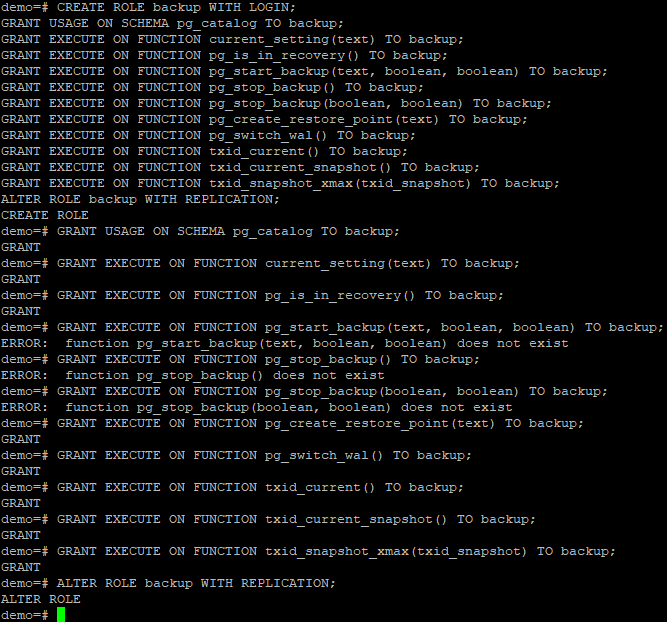 demo=# CREATE ROLE backup WITH LOGIN;
GRANT USAGE ON SCHEMA pg_catalog TO backup;
GRANT EXECUTE ON FUNCTION current_setting(text) TO backup;
GRANT EXECUTE ON FUNCTION pg_is_in_recovery() TO backup;
GRANT EXECUTE ON FUNCTION pg_start_backup(text, boolean, boolean) TO backup;
GRANT EXECUTE ON FUNCTION pg_stop_backup() TO backup;
GRANT EXECUTE ON FUNCTION pg_stop_backup(boolean, boolean) TO backup;
GRANT EXECUTE ON FUNCTION pg_create_restore_point(text) TO backup;
GRANT EXECUTE ON FUNCTION pg_switch_wal() TO backup;
GRANT EXECUTE ON FUNCTION txid_current() TO backup;
GRANT EXECUTE ON FUNCTION txid_current_snapshot() TO backup;
GRANT EXECUTE ON FUNCTION txid_snapshot_xmax(txid_snapshot) TO backup;
ALTER ROLE backup WITH REPLICATION;
CREATE ROLE
demo=# GRANT USAGE ON SCHEMA pg_catalog TO backup;
GRANT
demo=# GRANT EXECUTE ON FUNCTION current_setting(text) TO backup;
GRANT
demo=# GRANT EXECUTE ON FUNCTION pg_is_in_recovery() TO backup;
GRANT
demo=# GRANT EXECUTE ON FUNCTION pg_start_backup(text, boolean, boolean) TO backup;
ERROR:  function pg_start_backup(text, boolean, boolean) does not exist
demo=# GRANT EXECUTE ON FUNCTION pg_stop_backup() TO backup;
ERROR:  function pg_stop_backup() does not exist
demo=# GRANT EXECUTE ON FUNCTION pg_stop_backup(boolean, boolean) TO backup;
ERROR:  function pg_stop_backup(boolean, boolean) does not exist
demo=# GRANT EXECUTE ON FUNCTION pg_create_restore_point(text) TO backup;
GRANT
demo=# GRANT EXECUTE ON FUNCTION pg_switch_wal() TO backup;
GRANT
demo=# GRANT EXECUTE ON FUNCTION txid_current() TO backup;
GRANT
demo=# GRANT EXECUTE ON FUNCTION txid_current_snapshot() TO backup;
GRANT
demo=# GRANT EXECUTE ON FUNCTION txid_snapshot_xmax(txid_snapshot) TO backup;
GRANT
demo=# ALTER ROLE backup WITH REPLICATION;
ALTER ROLE
demo=#